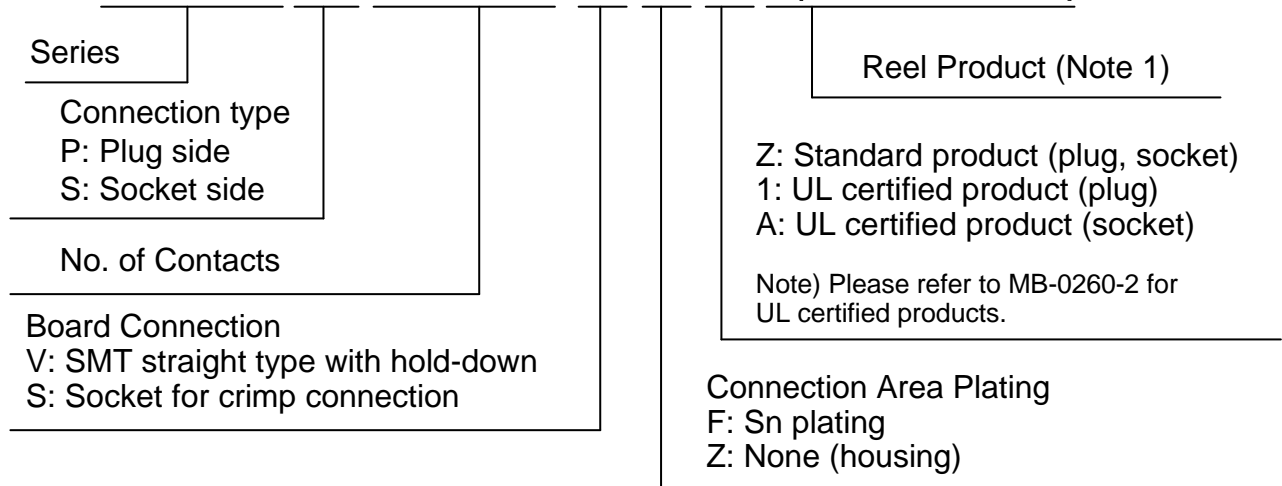 Series
Connection type
P: Plug side
S: Socket side
No. of Contacts
Board Connection
V: SMT straight type with hold-down
S: Socket for crimp connection
Reel Product (Note 1)
Z: Standard product (plug, socket)
1: UL certified product (plug)
A: UL certified product (socket)
Note) Please refer to MB-0260-2 for
UL certified products.
Connection Area Plating
F: Sn plating
Z: None (housing)